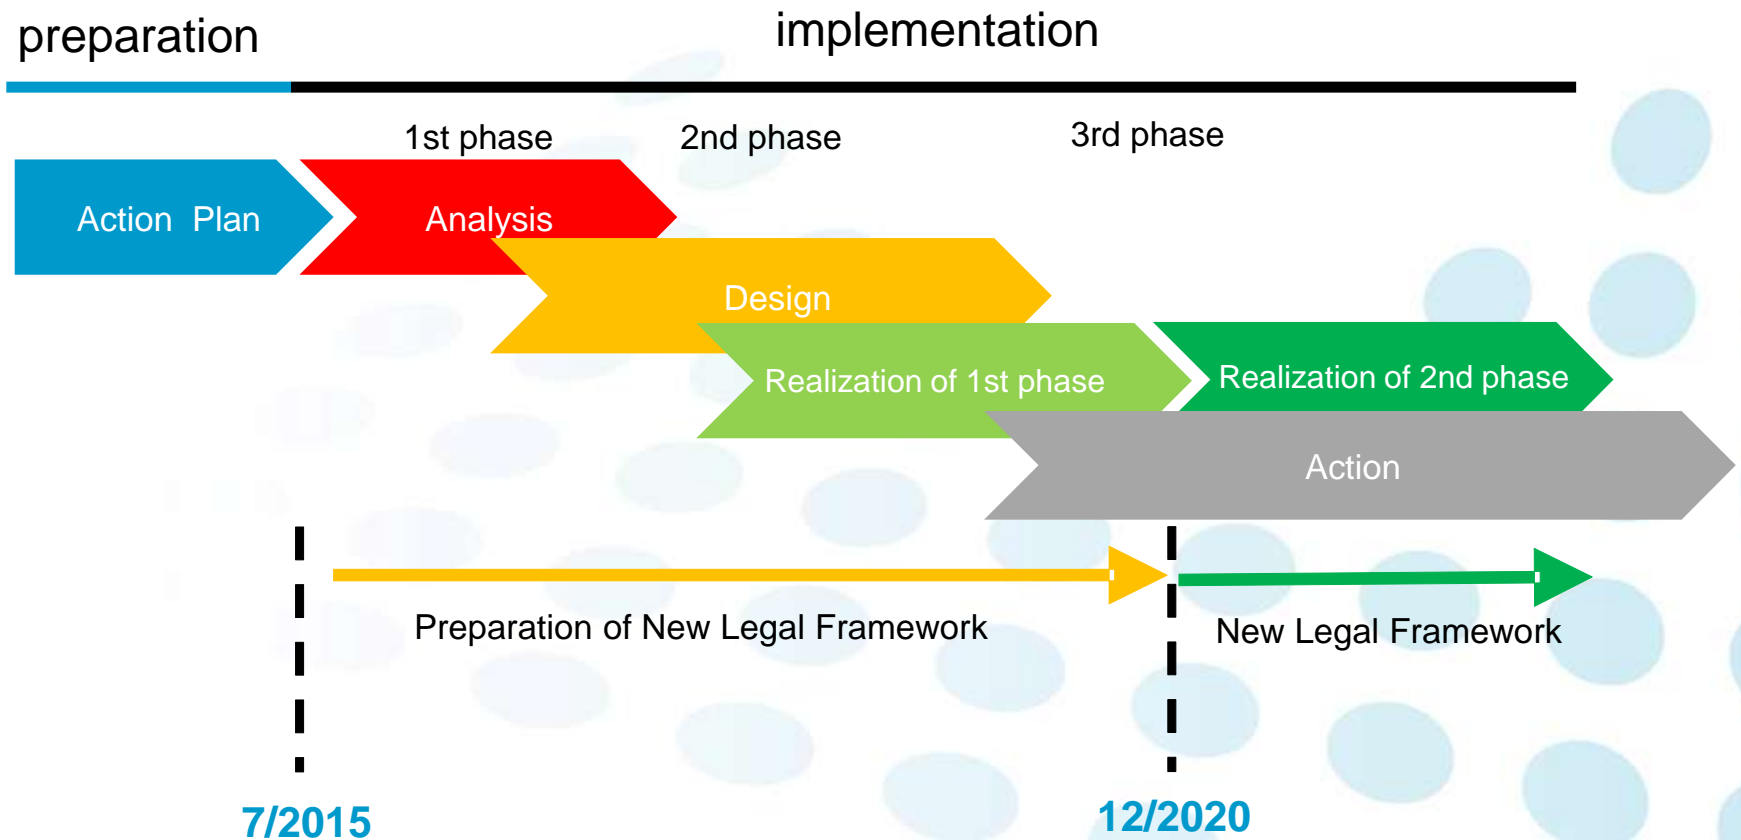 preparation
implementation
1st phase
2nd phase
3rd phase
Action Plan
Analysis
Design
Realization of 1st phase
Realization of 2nd phase
Action
Preparation of New Legal Framework
New Legal Framework
7/2015
12/2020